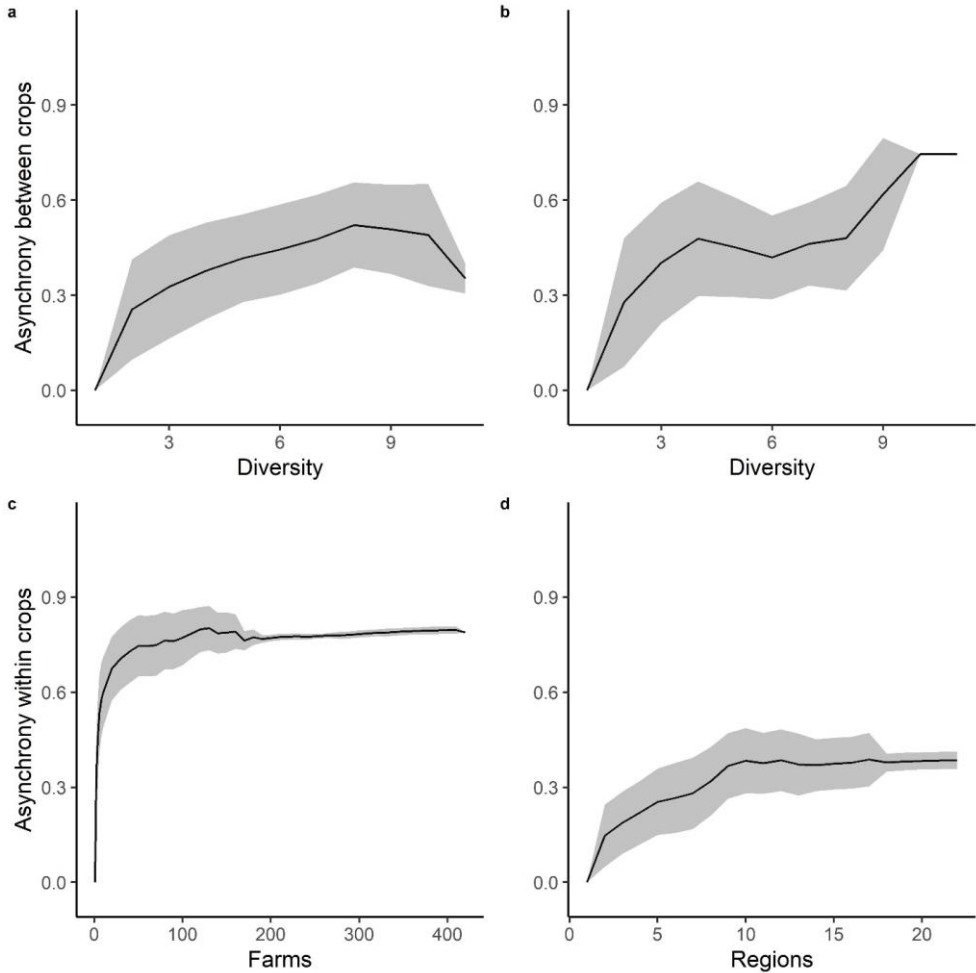 a
Asynchrony between crops
0.9
0.6
0.3
0.0
3 6 9
Diversity
b
0.9
0.6
0.3
0.0
3 6 9
Diversity
c
Asynchrony within crops
0.9
0.6
0.3
0.0
0 100 200 300 400
Farms
d
0.9
0.6
0.3
0.0
0 5 10 15 20
Regions